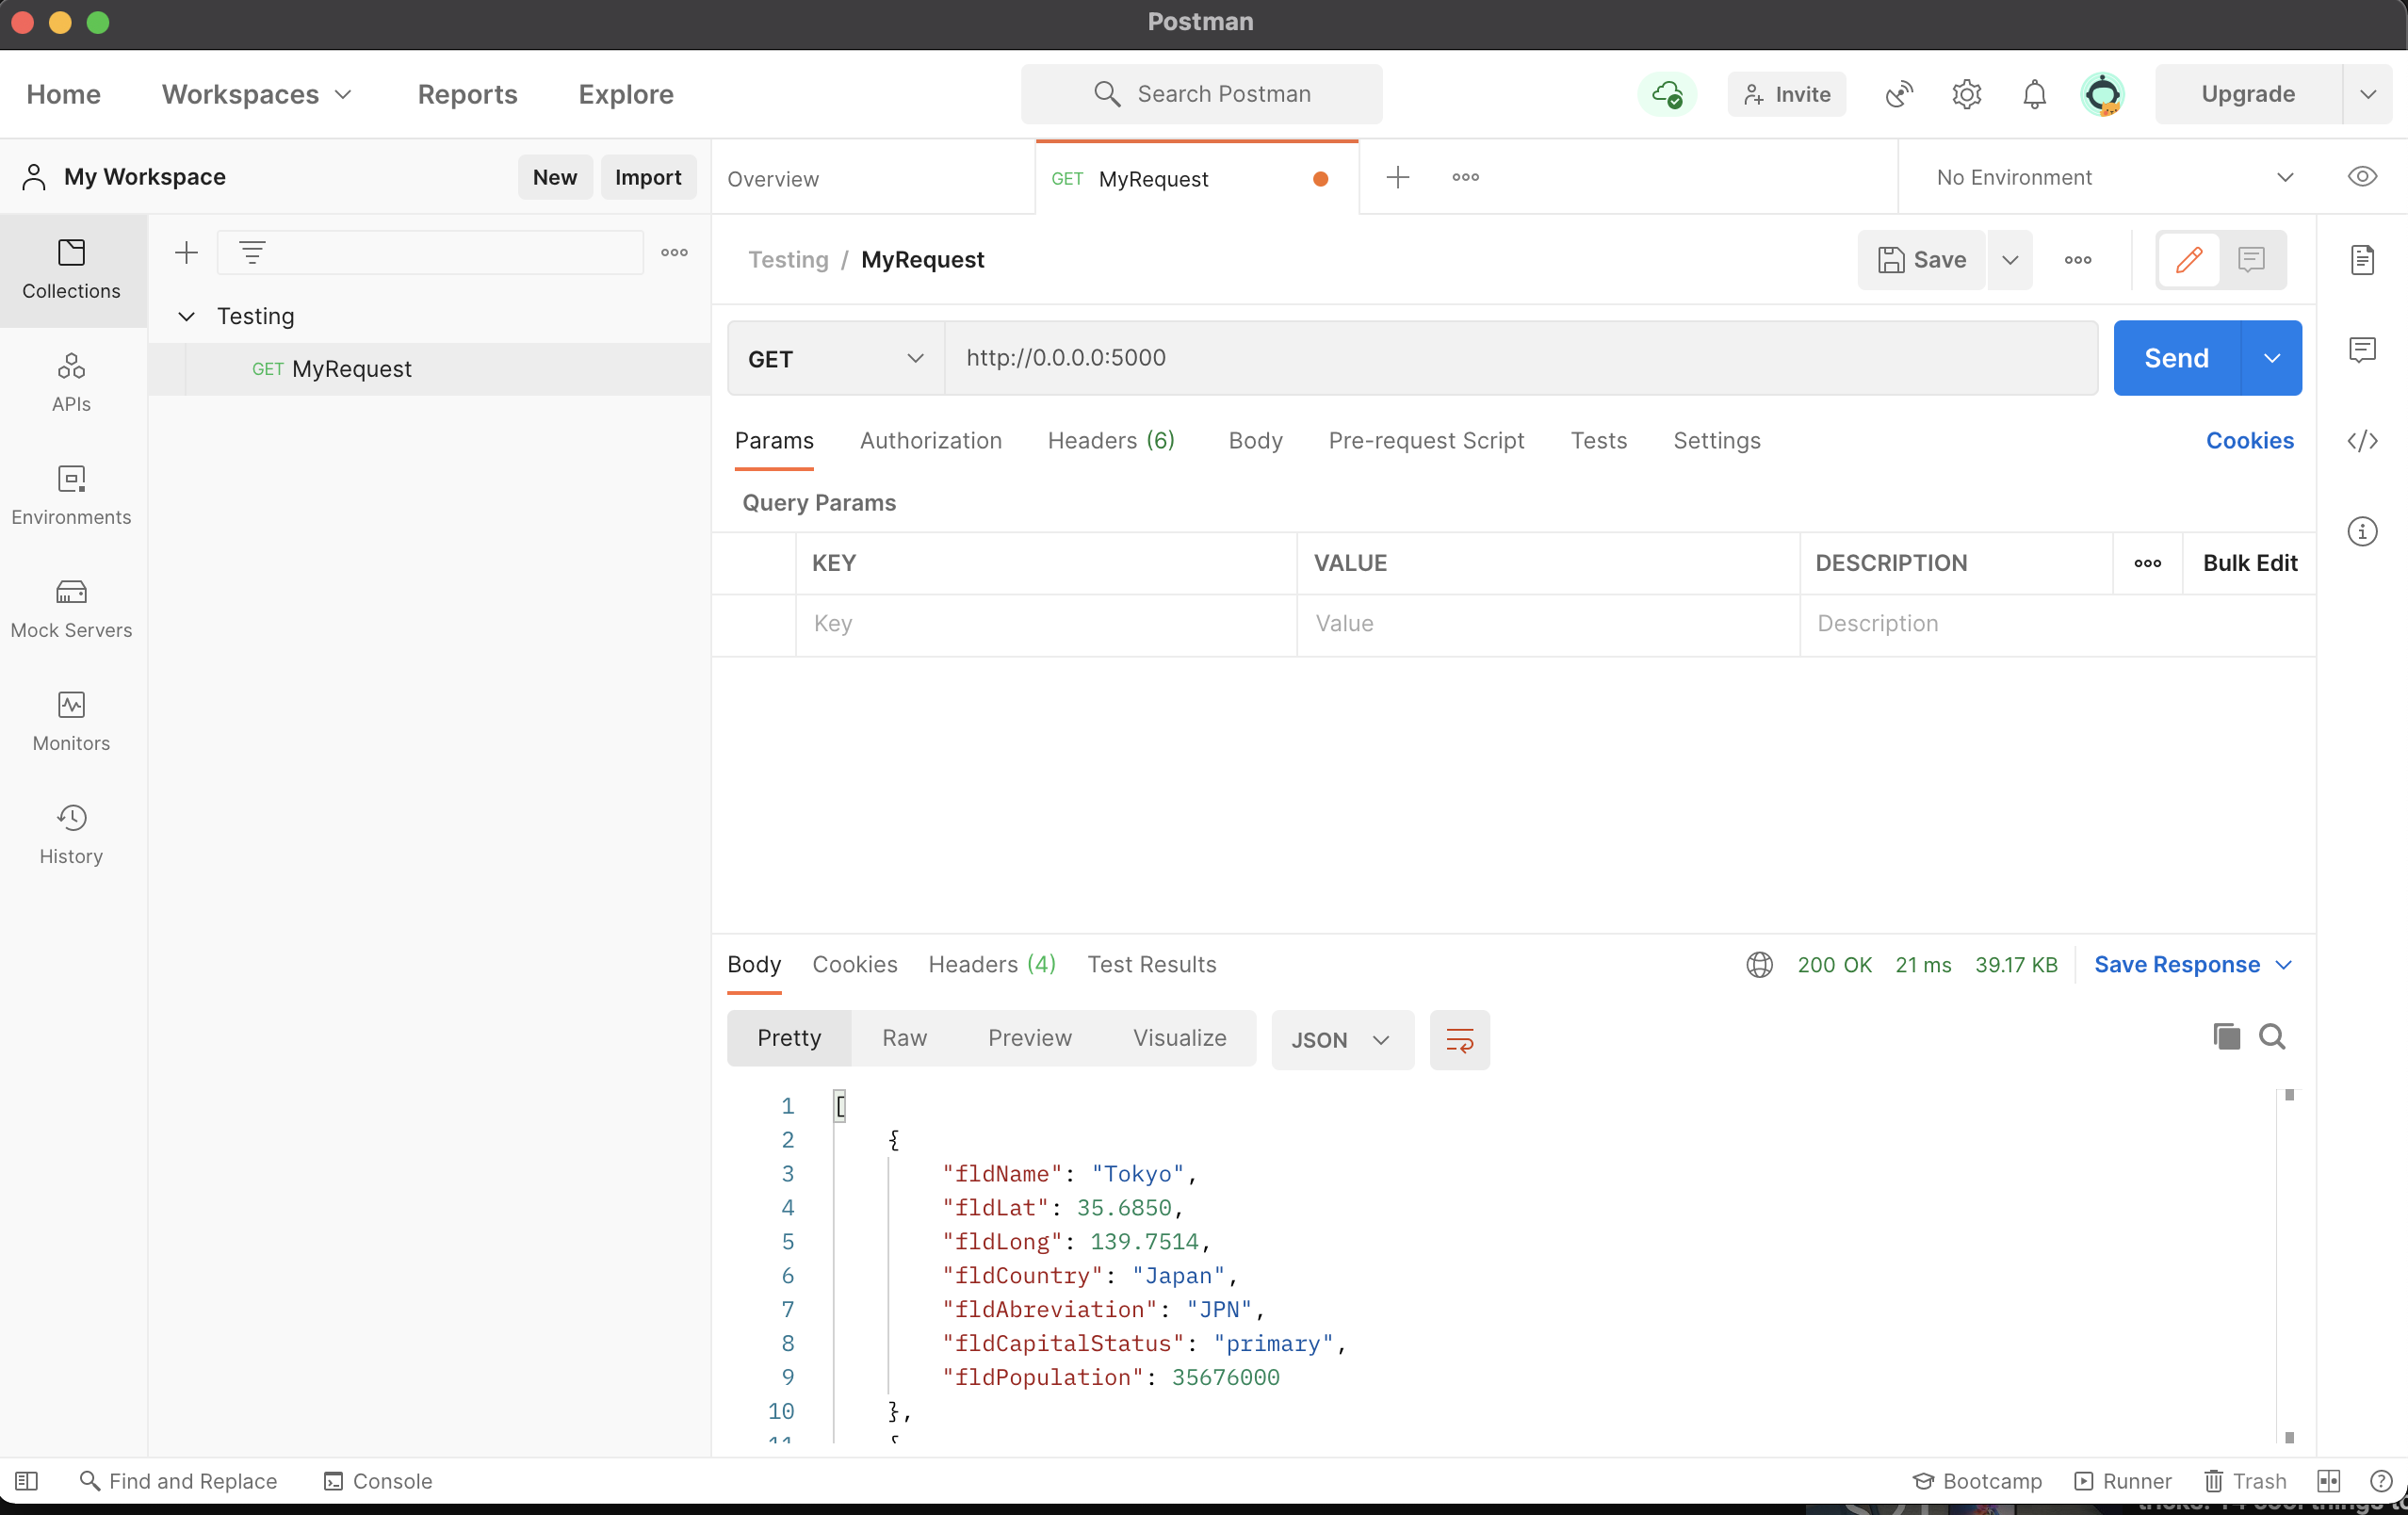 Postman
Home Workspaces Reports Explore Search Postman Invite Upgrade
My Workspace New Import Overview GET MyRequest No Environment
Collections
APIs
Environments
Mock Servers
Monitors
History
Testing
GET MyRequest
Testing / MyRequest Save
GET http://0.0.0.0:5000 Send
Params Authorization Headers (6) Body Pre-request Script Tests Settings Cookies
Query Params
KEY VALUE DESCRIPTION Bulk Edit
Key Value Description
Body Cookies Headers (4) Test Results 200 OK 21 ms 39.17 KB Save Response
Pretty Raw Preview Visualize JSON
1 [
2 {
3 "fldName": "Tokyo",
4 "fldLat": 35.6850,
5 "fldLong": 139.7514,
6 "fldCountry": "Japan",
7 "fldAbreviation": "JPN",
8 "fldCapitalStatus": "primary",
9 "fldPopulation": 35676000
10 },
11 {
Find and Replace Console Bootcamp Runner Trash